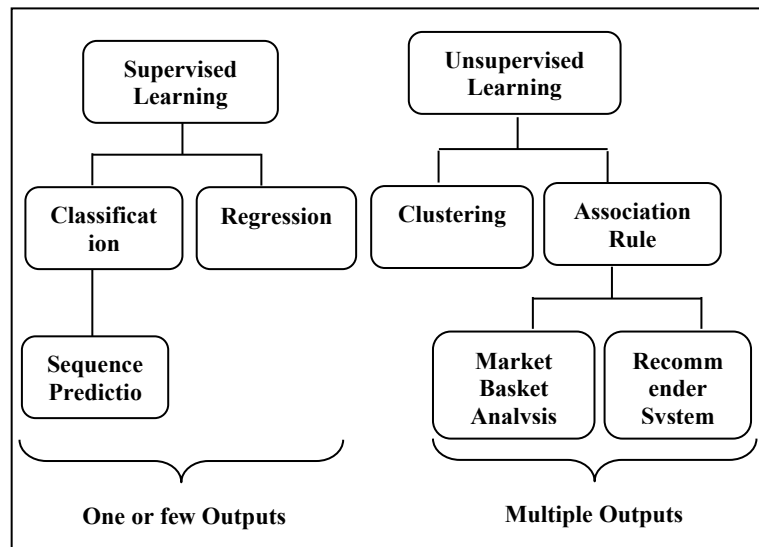 Supervised
Learning
Unsupervised
Learning
Classificat
ion
Regression
Clustering
Association
Rule
Sequence
Predictio
Market
Basket
Analysis
Recomm
ender
System
One or few Outputs
Multiple Outputs